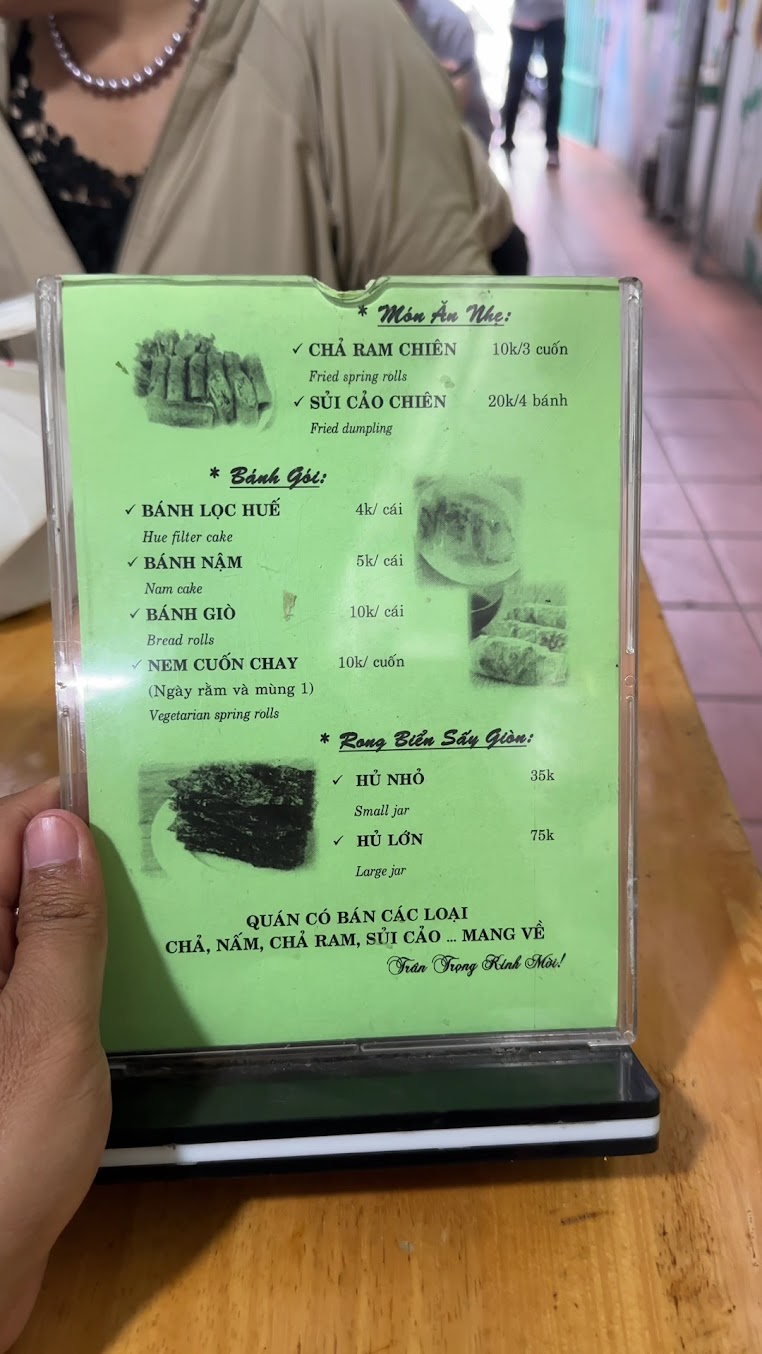 * Món Ăn Nhẹ:
✓ CHẢ RAM CHIÊN 10k/3 cuốn
Fried spring rolls
✓ SỦI CẢO CHIÊN 20k/4 bánh
Fried dumpling
* Bánh Gói:
✓ BÁNH LỌC HUẾ 4k/ cái
Hue filter cake
✓ BÁNH NẬM 5k/ cái
Nam cake
✓ BÁNH GIÒ 10k/ cái
Bread rolls
✓ NEM CUỐN CHAY 10k/ cuốn
(Ngày rằm và mùng 1)
Vegetarian spring rolls
* Rong Biển Sấy Giòn:
✓ HỦ NHỎ 35k
Small jar
✓ HỦ LỚN 75k
Large jar
QUÁN CÓ BÁN CÁC LOẠI
CHẢ, NẤM, CHẢ RAM, SỦI CẢO ... MANG VỀ
Trân Trọng Kính Mời!